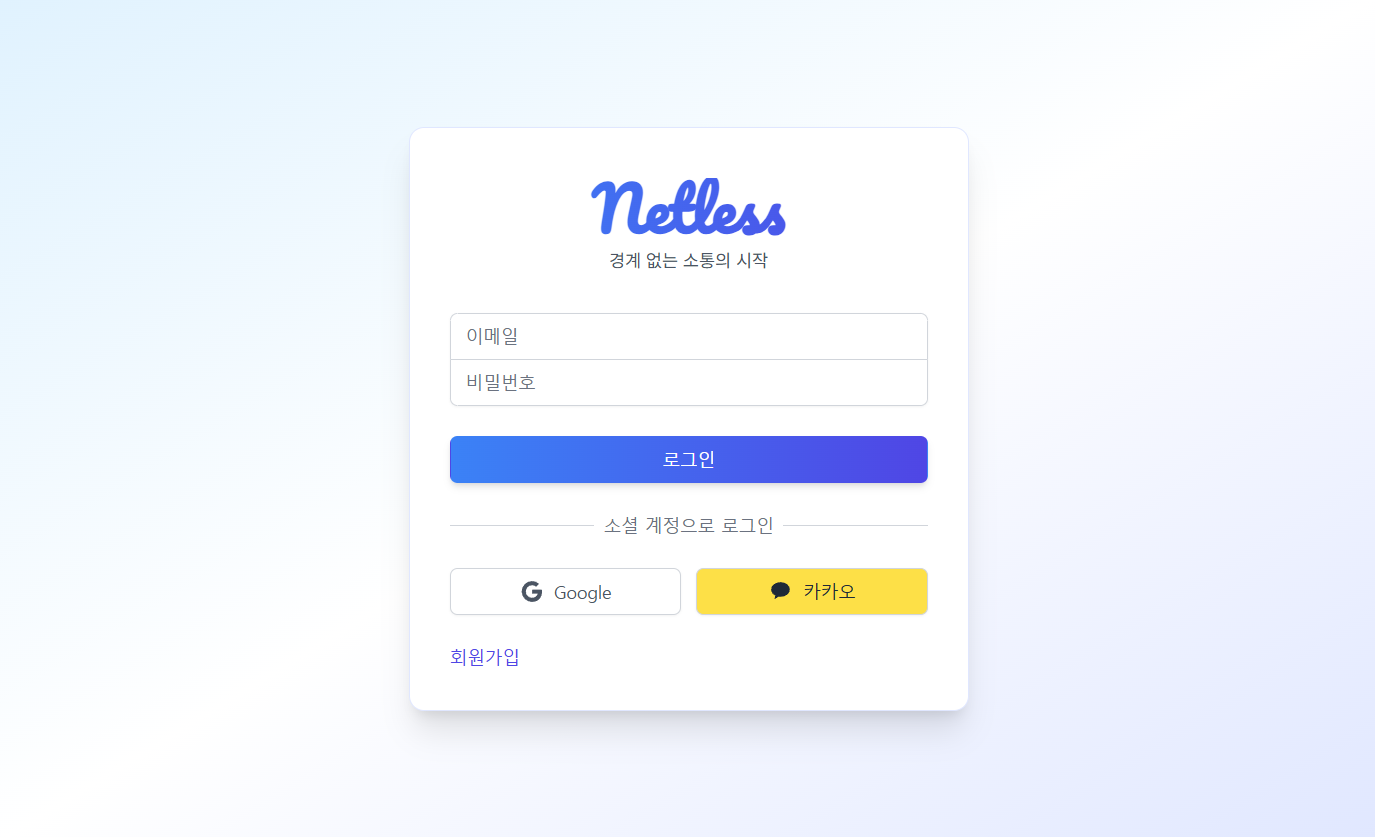 Netless
경계 없는 소통의 시작
이메일
비밀번호
로그인
소셜 계정으로 로그인
Google
카카오
회원가입